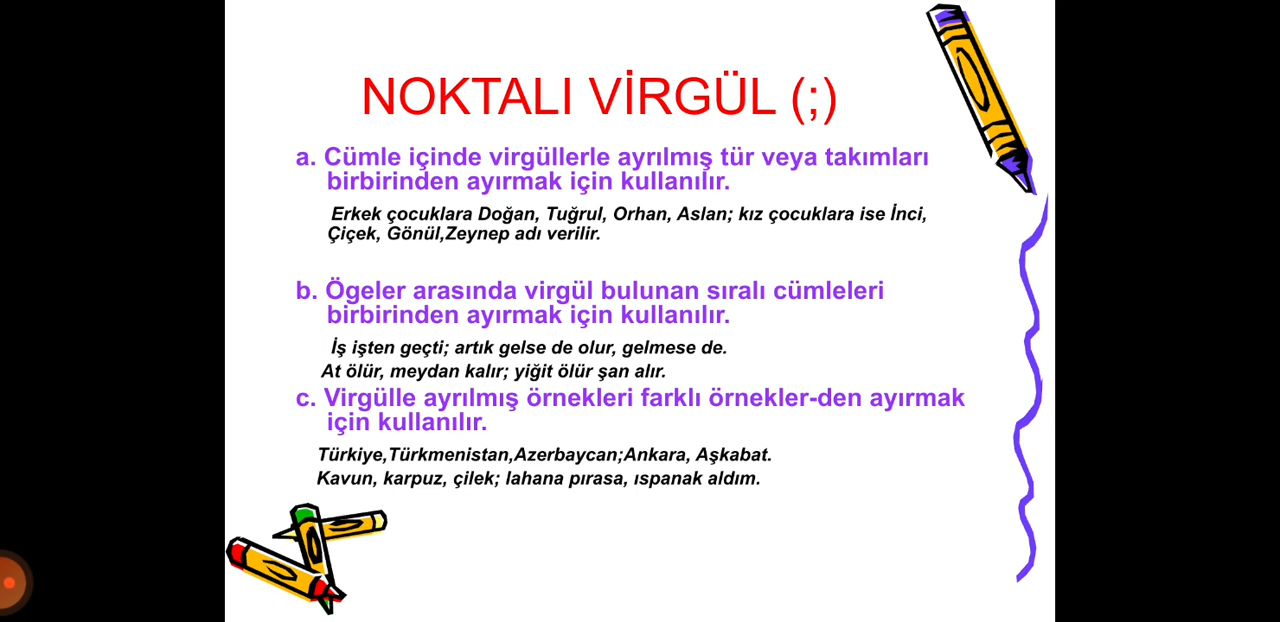 NOKTALI VİRGÜL (;)
a. Cümle içinde virgüllerle ayrılmış tür veya takımları
birbirinden ayırmak için kullanılır.
Erkek çocuklara Doğan, Tuğrul, Orhan, Aslan; kız çocuklara ise İnci,
Çiçek, Gönül,Zeynep adı verilir.
b. Ögeler arasında virgül bulunan sıralı cümleleri
birbirinden ayırmak için kullanılır.
İş işten geçti; artık gelse de olur, gelmese de.
At ölür, meydan kalır; yiğit ölür şan alır.
c. Virgülle ayrılmış örnekleri farklı örnekler-den ayırmak
için kullanılır.
Türkiye,Türkmenistan,Azerbaycan;Ankara, Aşkabat.
Kavun, karpuz, çilek; lahana pırasa, ıspanak aldım.